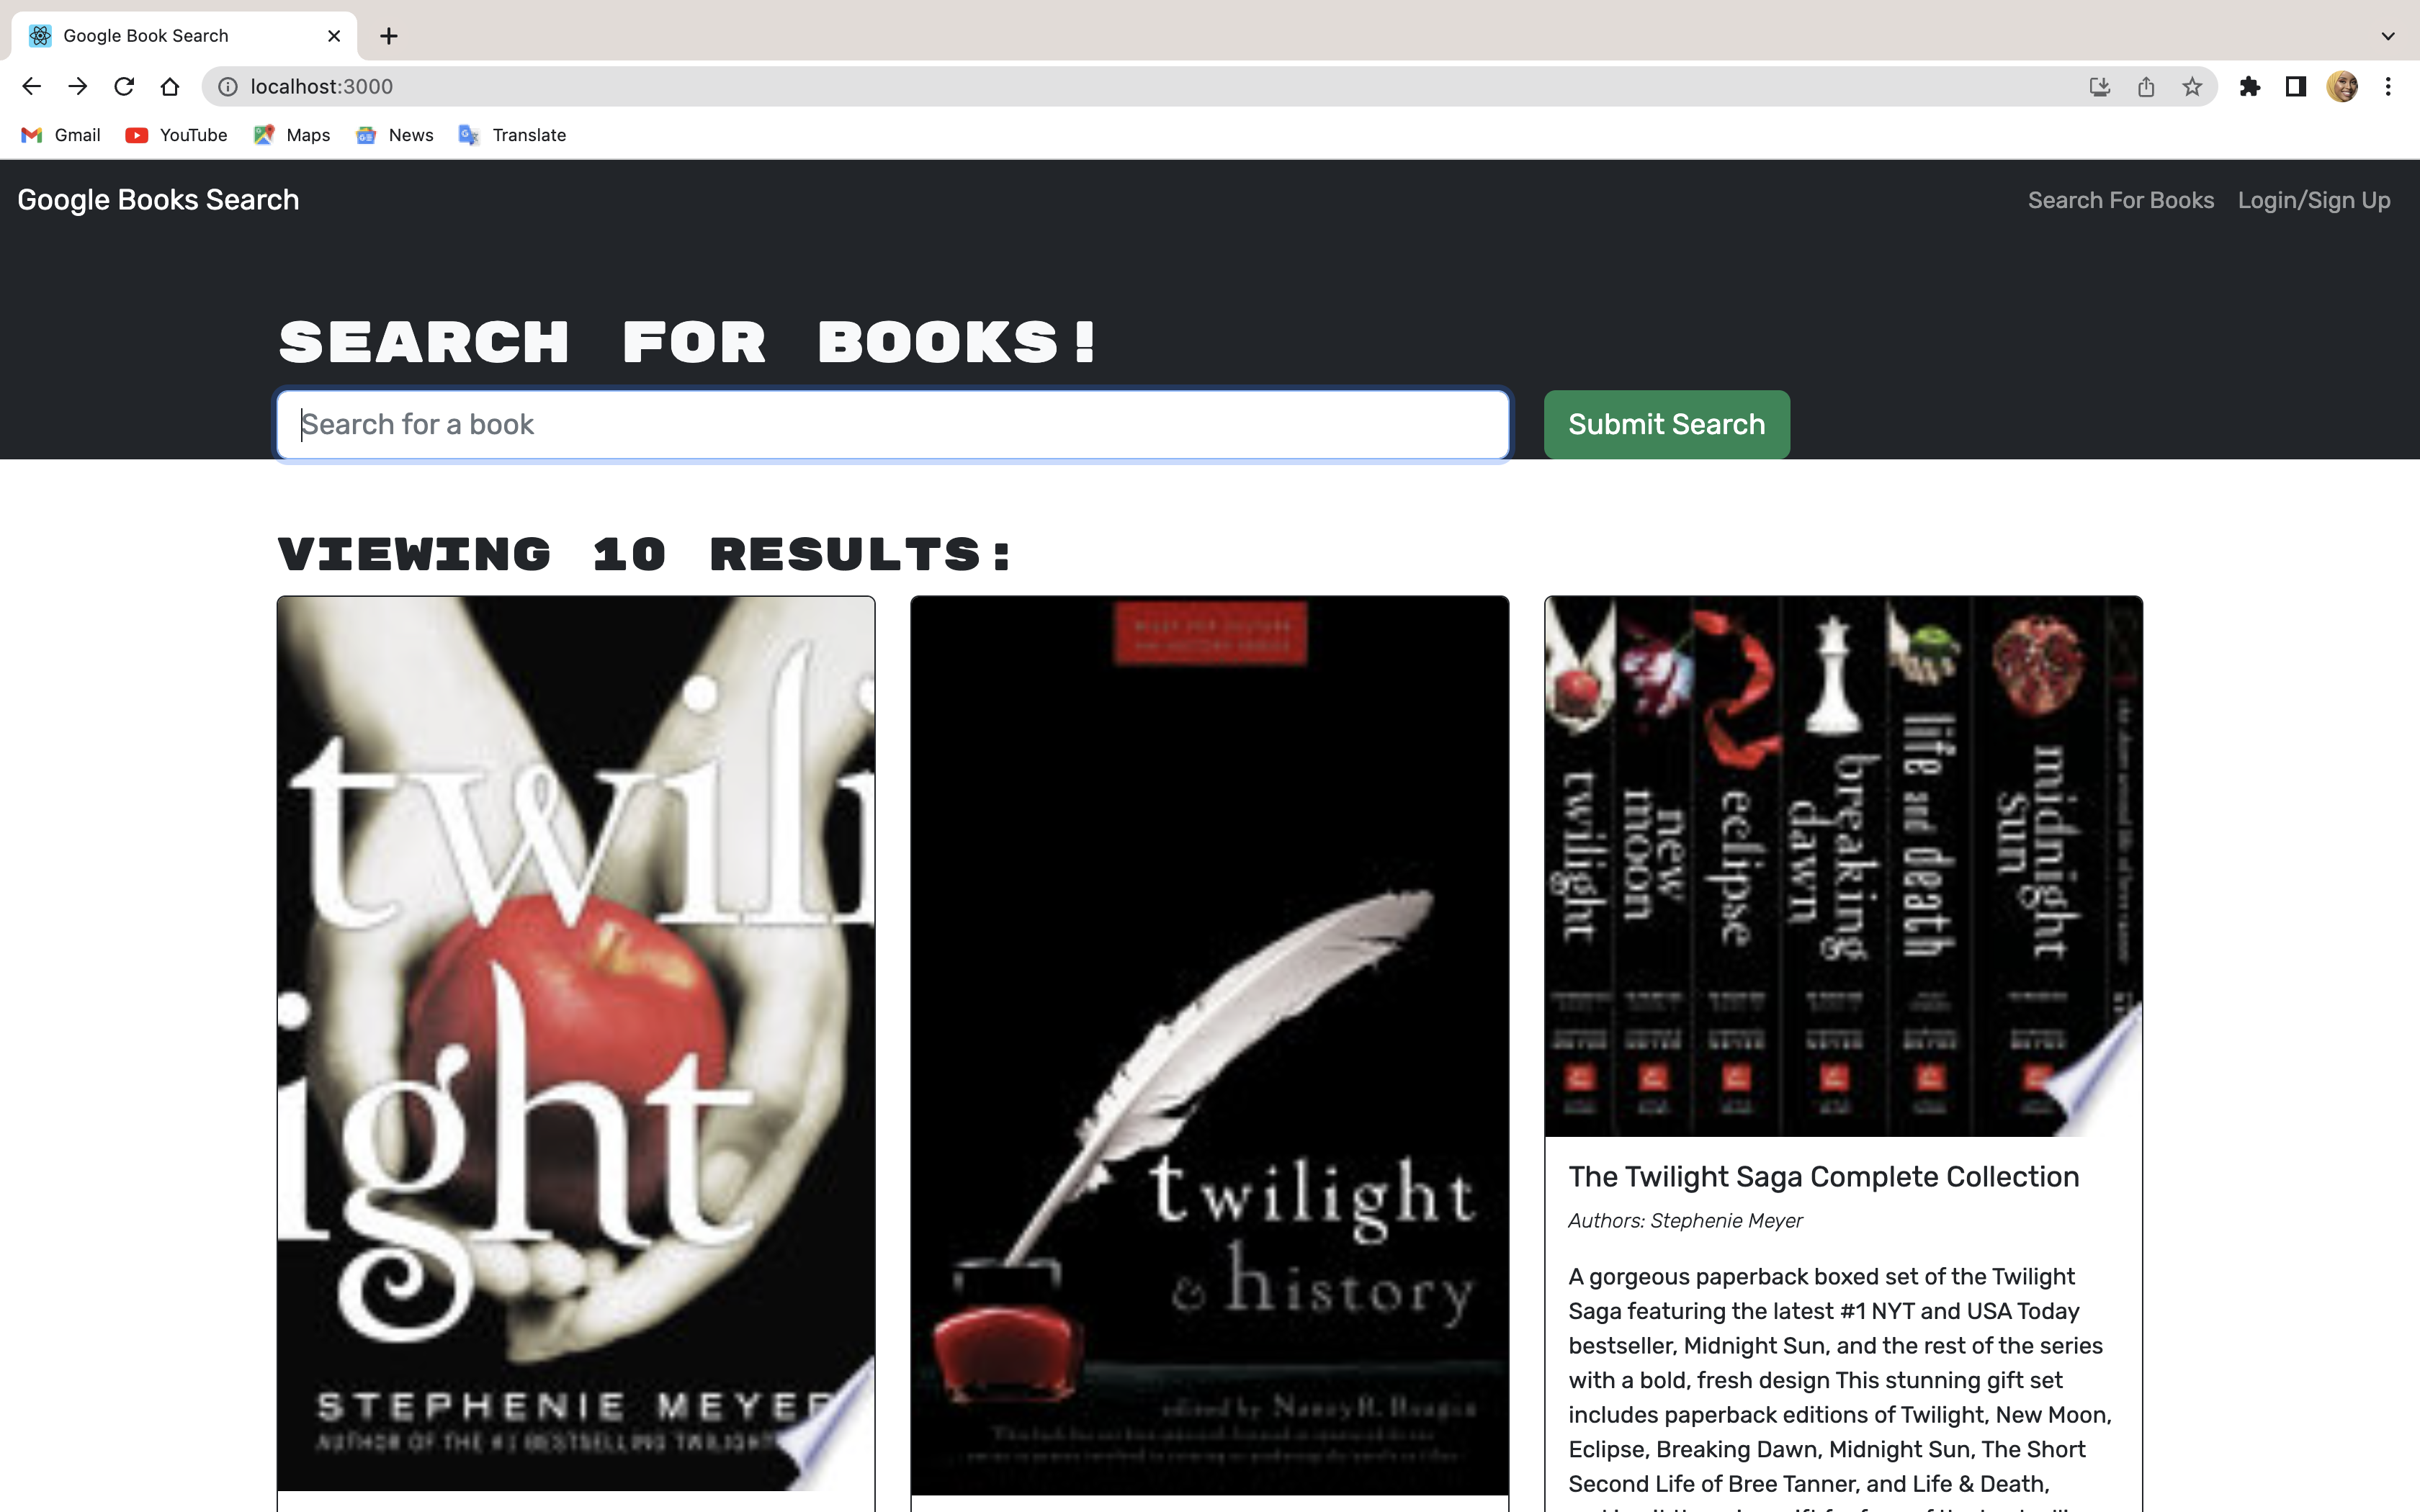 Google Book Search
localhost:3000
Gmail
YouTube
Maps
News
Translate
Google Books Search
Search For Books
Login/Sign Up
SEARCH FOR BOOKS!
Search for a book
Submit Search
VIEWING 10 RESULTS:
twili
ight
STEPHENIE MEYER
AUTHOR OF THE #1 BESTSELLING TWILIGHT
twilight
& history
edited by Nancy R. Reagin
twilight
new moon
eclipse
breaking dawn
life and death
midnight sun
The Twilight Saga Complete Collection
Authors: Stephenie Meyer
A gorgeous paperback boxed set of the Twilight
Saga featuring the latest #1 NYT and USA Today
bestseller, Midnight Sun, and the rest of the series
with a bold, fresh design This stunning gift set
includes paperback editions of Twilight, New Moon,
Eclipse, Breaking Dawn, Midnight Sun, The Short
Second Life of Bree Tanner, and Life & Death,